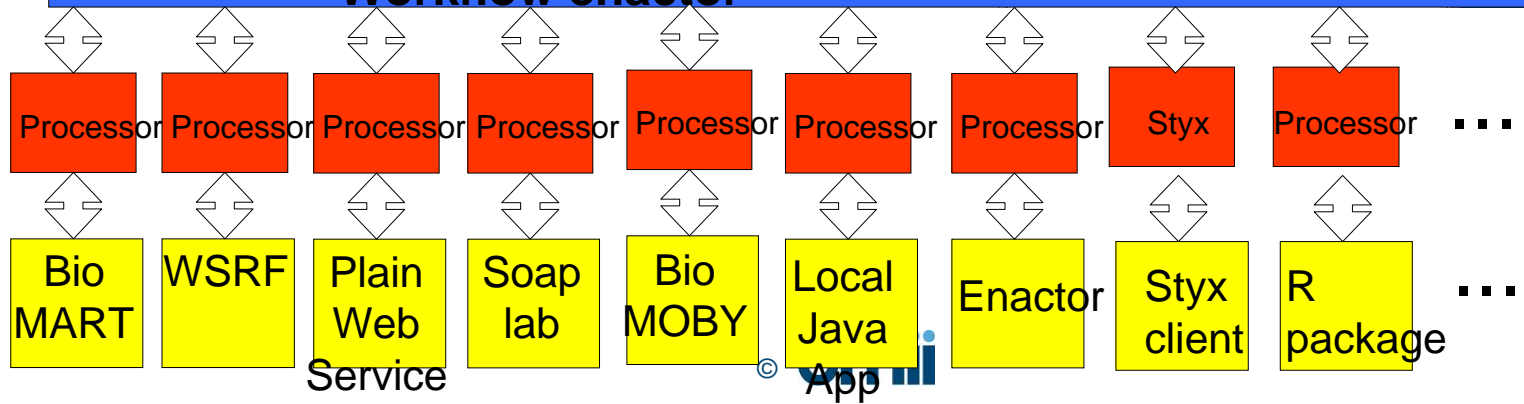 Workflow enactor
Processor Processor Processor Processor Processor Processor Processor Styx Processor ...
Bio
MART
WSRF
Plain
Web
Service
Soap
lab
Bio
MOBY
Local
Java
App
Enactor
Styx
client
R
package
...
©